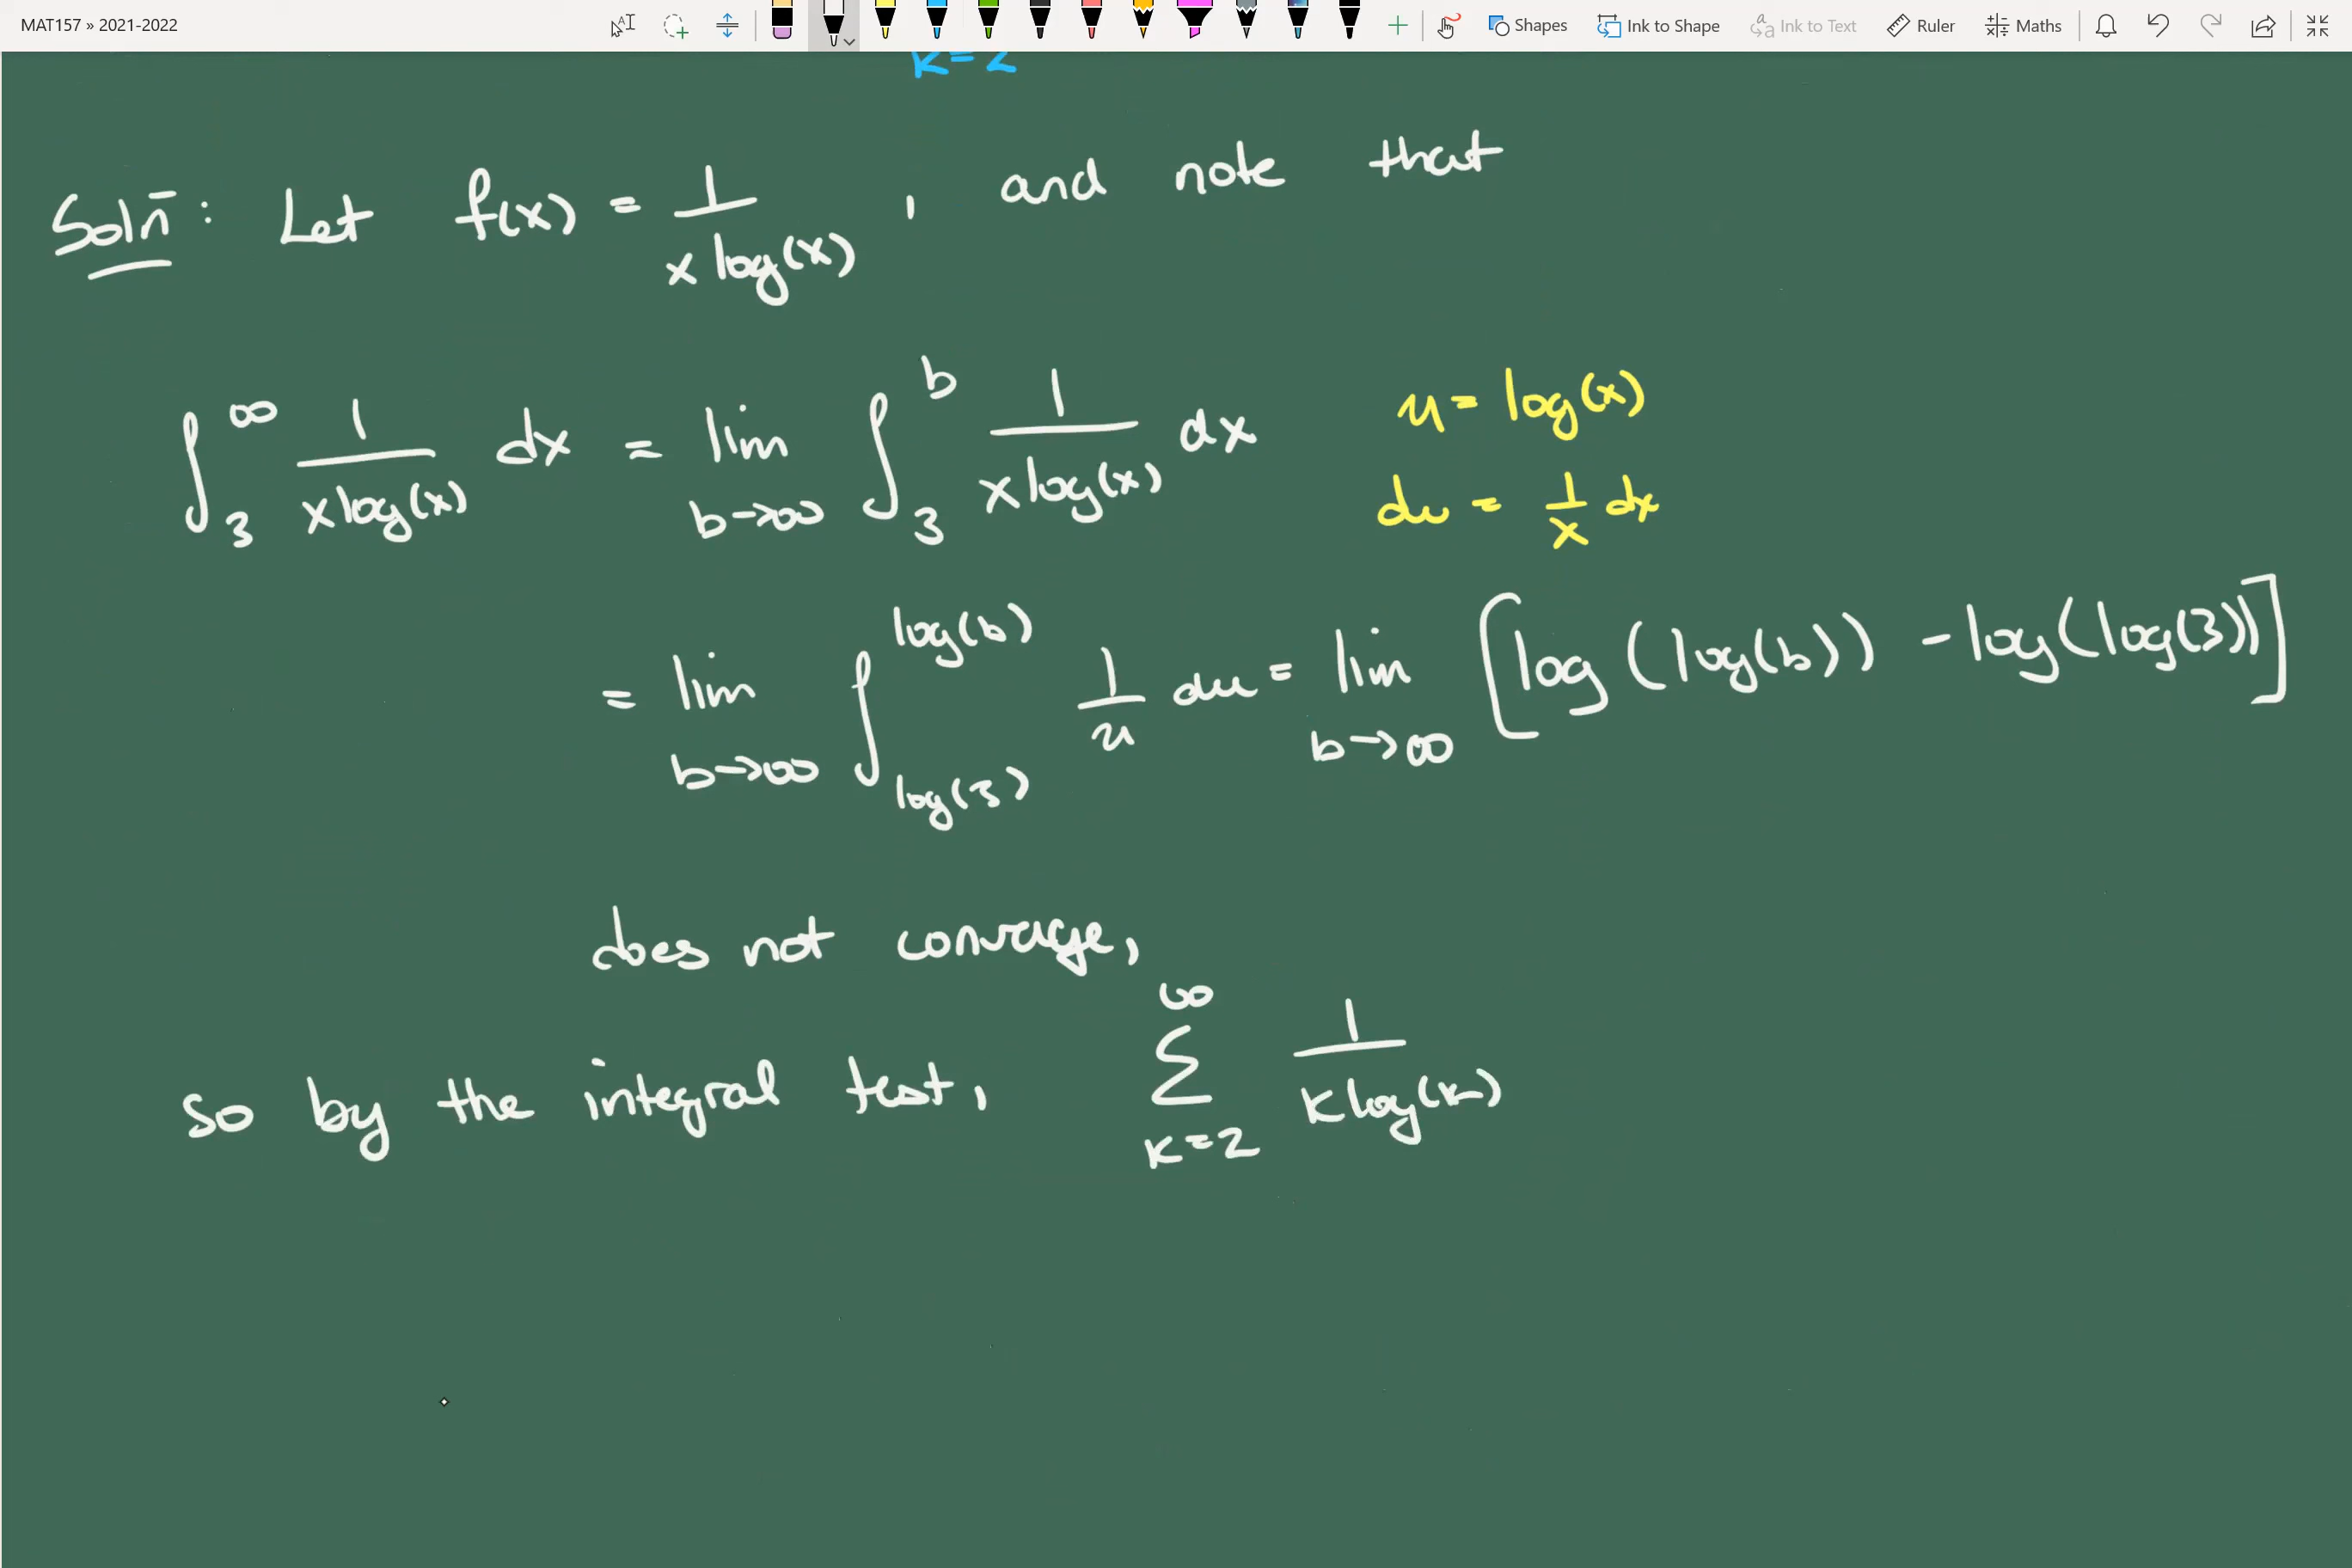 MAT157 » 2021-2022
Shapes Ink to Shape Ink to Text Ruler Maths
K = 2
Solñ: Let f(x) = 1/(x log(x)), and note that
∫_3^∞ 1/(x log(x)) dx = lim_{b→∞} ∫_3^b 1/(x log(x)) dx
u = log(x)
du = 1/x dx
= lim_{b→∞} ∫_{log(3)}^{log(b)} 1/u du = lim_{b→∞} [log(log(b)) - log(log(3))]
does not converge,
so by the integral test, ∑_{k=2}^∞ 1/(k log(k))